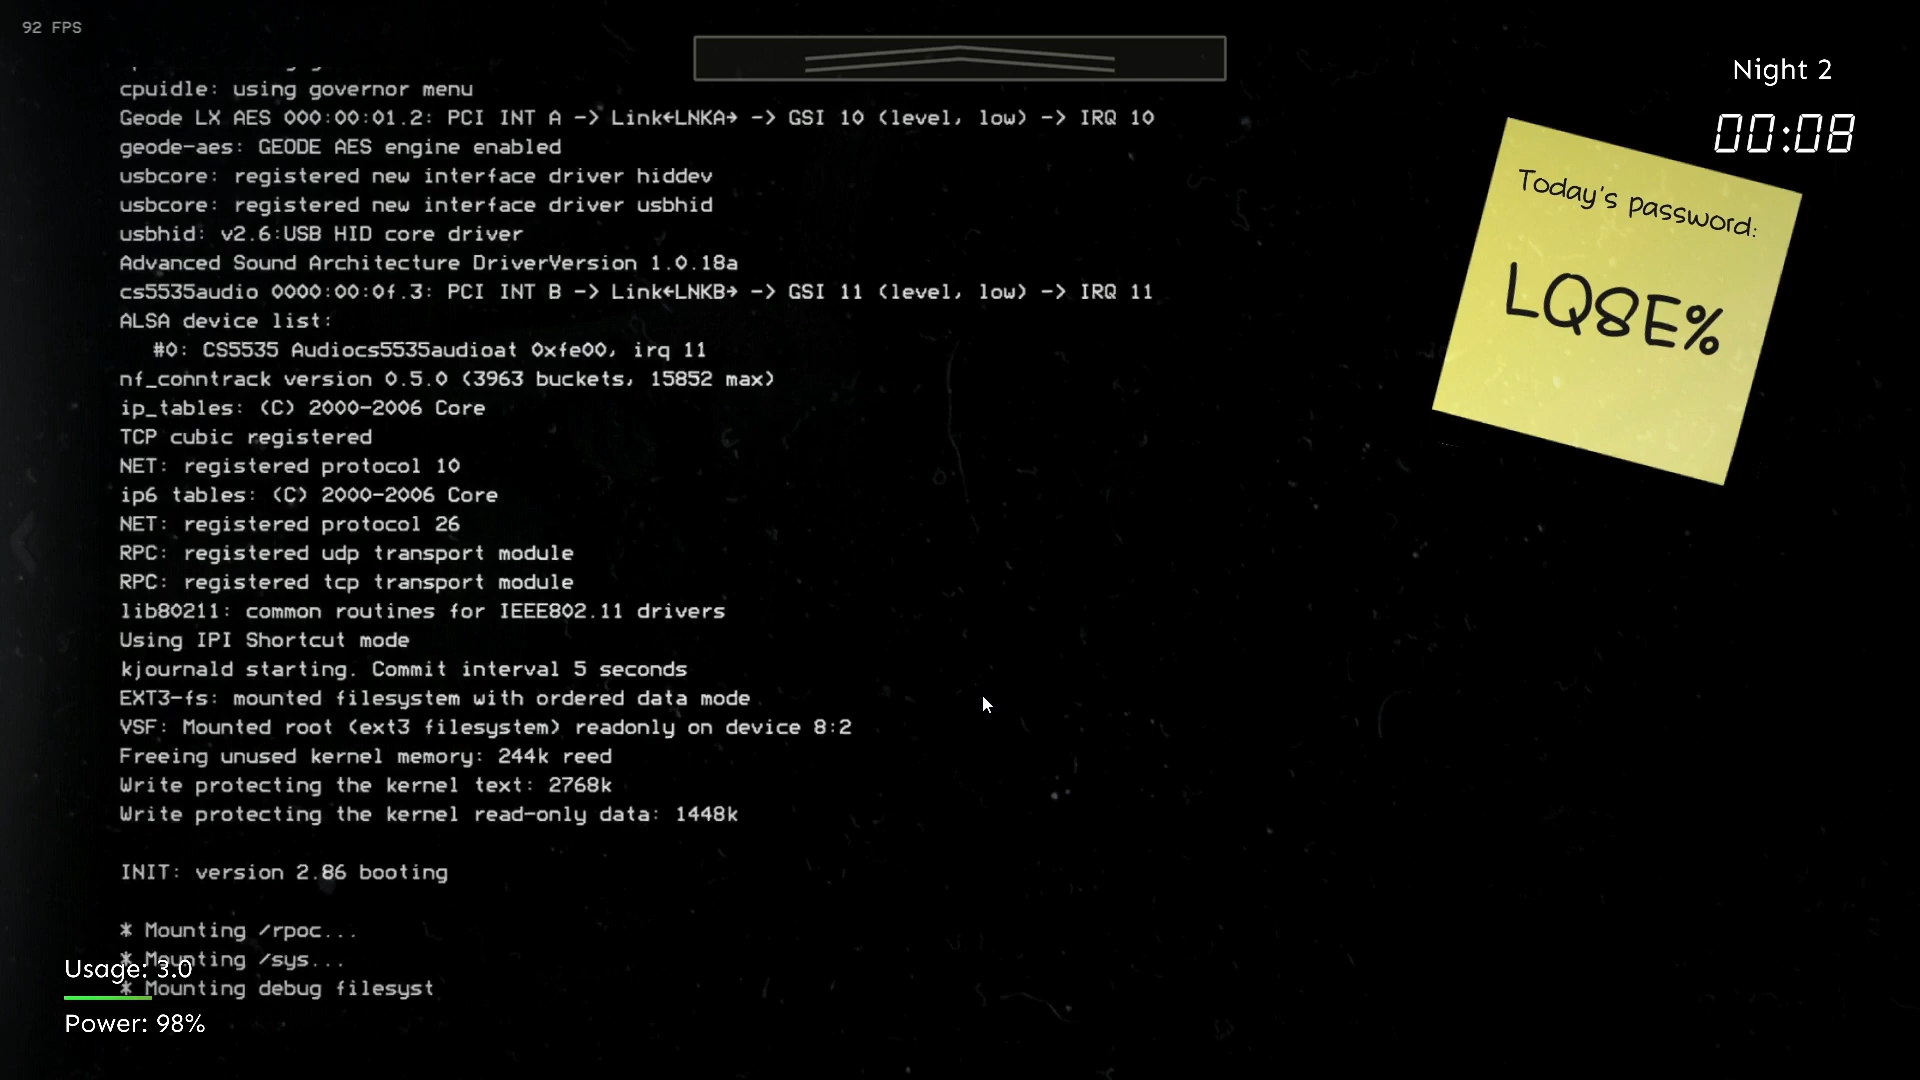 92 FPS
Night 2
00:08
Today's password:
LQ8E%
cpuidle: using governor menu
Geode LX AES 000:00:01.2: PCI INT A -> Link←LNKA→ -> GSI 10 (level, low) -> IRQ 10
geode-aes: GEODE AES engine enabled
usbcore: registered new interface driver hiddev
usbcore: registered new interface driver usbhid
usbhid: v2.6:USB HID core driver
Advanced Sound Architecture DriverVersion 1.0.18a
cs5535audio 0000:00:0f.3: PCI INT B -> Link←LNKB→ -> GSI 11 (level, low) -> IRQ 11
ALSA device list:
#0: CS5535 Audiocs5535audioat 0xfe00, irq 11
nf_conntrack version 0.5.0 (3963 buckets, 15852 max)
ip_tables: (C) 2000-2006 Core
TCP cubic registered
NET: registered protocol 10
ip6 tables: (C) 2000-2006 Core
NET: registered protocol 26
RPC: registered udp transport module
RPC: registered tcp transport module
lib80211: common routines for IEEE802.11 drivers
Using IPI Shortcut mode
kjournald starting. Commit interval 5 seconds
EXT3-fs: mounted filesystem with ordered data mode
VSF: Mounted root (ext3 filesystem) readonly on device 8:2
Freeing unused kernel memory: 244k reed
Write protecting the kernel text: 2768k
Write protecting the kernel read-only data: 1448k
INIT: version 2.86 booting
* Mounting /rpoc...
* Mounting /sys...
* Mounting debug filesyst
Usage: 3.0
Power: 98%